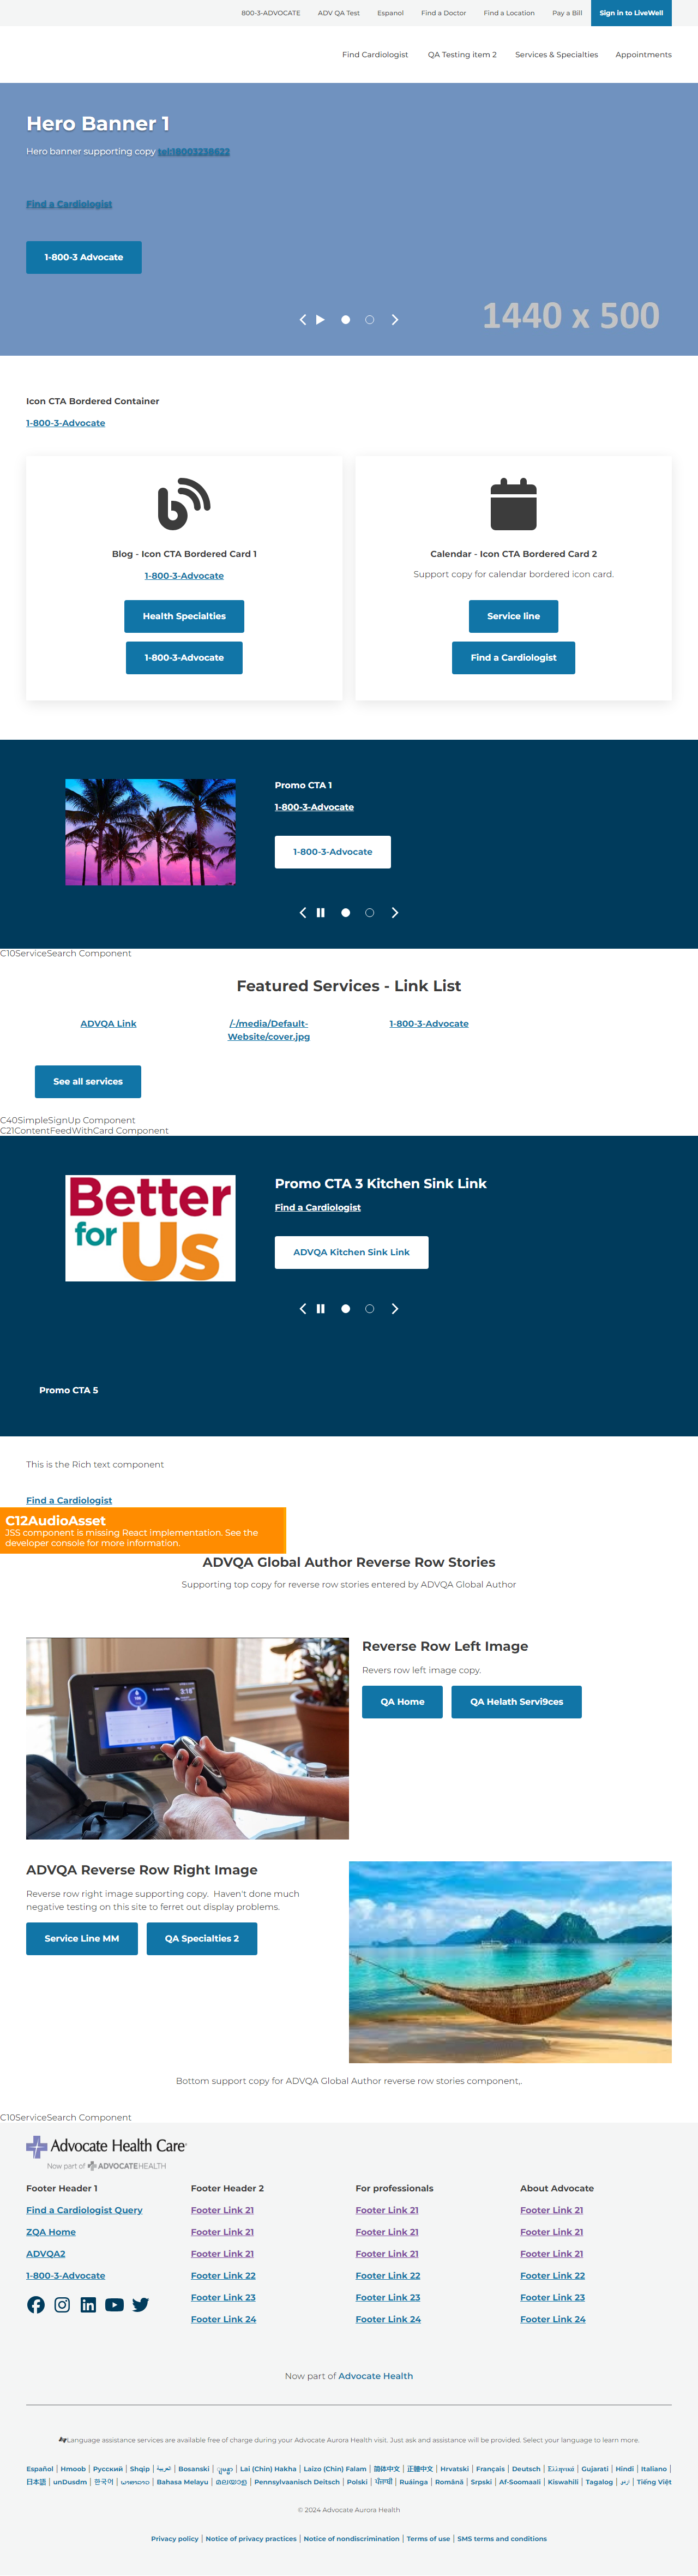 800-3-ADVOCATE ADV QA Test Espanol Find a Doctor Find a Location Pay a Bill Sign in to LiveWell
Find Cardiologist QA Testing item 2 Services & Specialties Appointments
Hero Banner 1
Hero banner supporting copy tel:18003238622
Find a Cardiologist
1-800-3 Advocate
1440 x 500
Icon CTA Bordered Container
1-800-3-Advocate
Blog - Icon CTA Bordered Card 1
1-800-3-Advocate
Health Specialties
1-800-3-Advocate
Calendar - Icon CTA Bordered Card 2
Support copy for calendar bordered icon card.
Service line
Find a Cardiologist
Promo CTA 1
1-800-3-Advocate
1-800-3-Advocate
C10ServiceSearch Component
Featured Services - Link List
ADVQA Link
/-/media/Default-
Website/cover.jpg
1-800-3-Advocate
See all services
C40SimpleSignUp Component
C21ContentFeedWithCard Component
Better
for Us
Promo CTA 3 Kitchen Sink Link
Find a Cardiologist
ADVQA Kitchen Sink Link
Promo CTA 5
This is the Rich text component
Find a Cardiologist
C12AudioAsset
JSS component is missing React implementation. See the
developer console for more information.
ADVQA Global Author Reverse Row Stories
Supporting top copy for reverse row stories entered by ADVQA Global Author
Reverse Row Left Image
Revers row left image copy.
QA Home QA Helath Servi9ces
ADVQA Reverse Row Right Image
Reverse row right image supporting copy. Haven't done much
negative testing on this site to ferret out display problems.
Service Line MM QA Specialties 2
Bottom support copy for ADVQA Global Author reverse row stories component,.
C10ServiceSearch Component
Advocate Health Care
Now part of ADVOCATEHEALTH
Footer Header 1
Find a Cardiologist Query
ZQA Home
ADVQA2
1-800-3-Advocate
Footer Header 2
Footer Link 21
Footer Link 21
Footer Link 21
Footer Link 22
Footer Link 23
Footer Link 24
For professionals
Footer Link 21
Footer Link 21
Footer Link 21
Footer Link 22
Footer Link 23
Footer Link 24
About Advocate
Footer Link 21
Footer Link 21
Footer Link 21
Footer Link 22
Footer Link 23
Footer Link 24
Now part of Advocate Health
Language assistance services are available free of charge during your Advocate Aurora Health visit. Just ask and assistance will be provided. Select your language to learn more.
Español | Hmoob | Русский | Shqip | العربية | Bosanski | Lai (Chin) Hakha | Laizo (Chin) Falam | 简体中文 | 正體中文 | Hrvatski | Français | Deutsch | Ελληνικά | Gujarati | Hindi | Italiano |
日本語 | unDusdm | 한국어 | ພາສາລາວ | Bahasa Melayu | മലയാളം | Pennsylvaanisch Deitsch | Polski | ਪੰਜਾਬੀ | Ruáinga | Română | Srpski | Af-Soomaali | Kiswahili | Tagalog | اردو | Tiếng Việt
© 2024 Advocate Aurora Health
Privacy policy | Notice of privacy practices | Notice of nondiscrimination | Terms of use | SMS terms and conditions